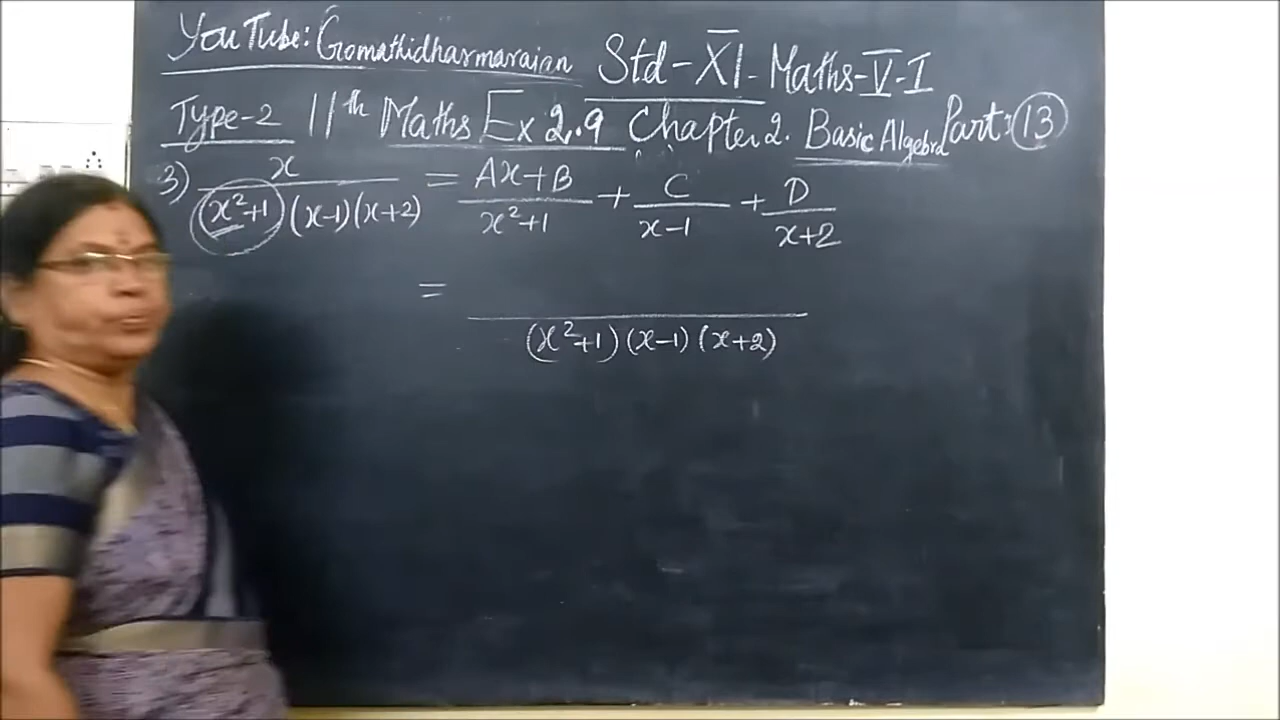 YouTube: Gomathidharmarajan Std-XI-Maths-V-I
Type-2 11th Maths Ex 2.9 Chapter 2. Basic Algebra Part: 13
3) x / (x²+1)(x-1)(x+2) = Ax+B / x²+1 + C / x-1 + D / x+2
= / (x²+1)(x-1)(x+2)